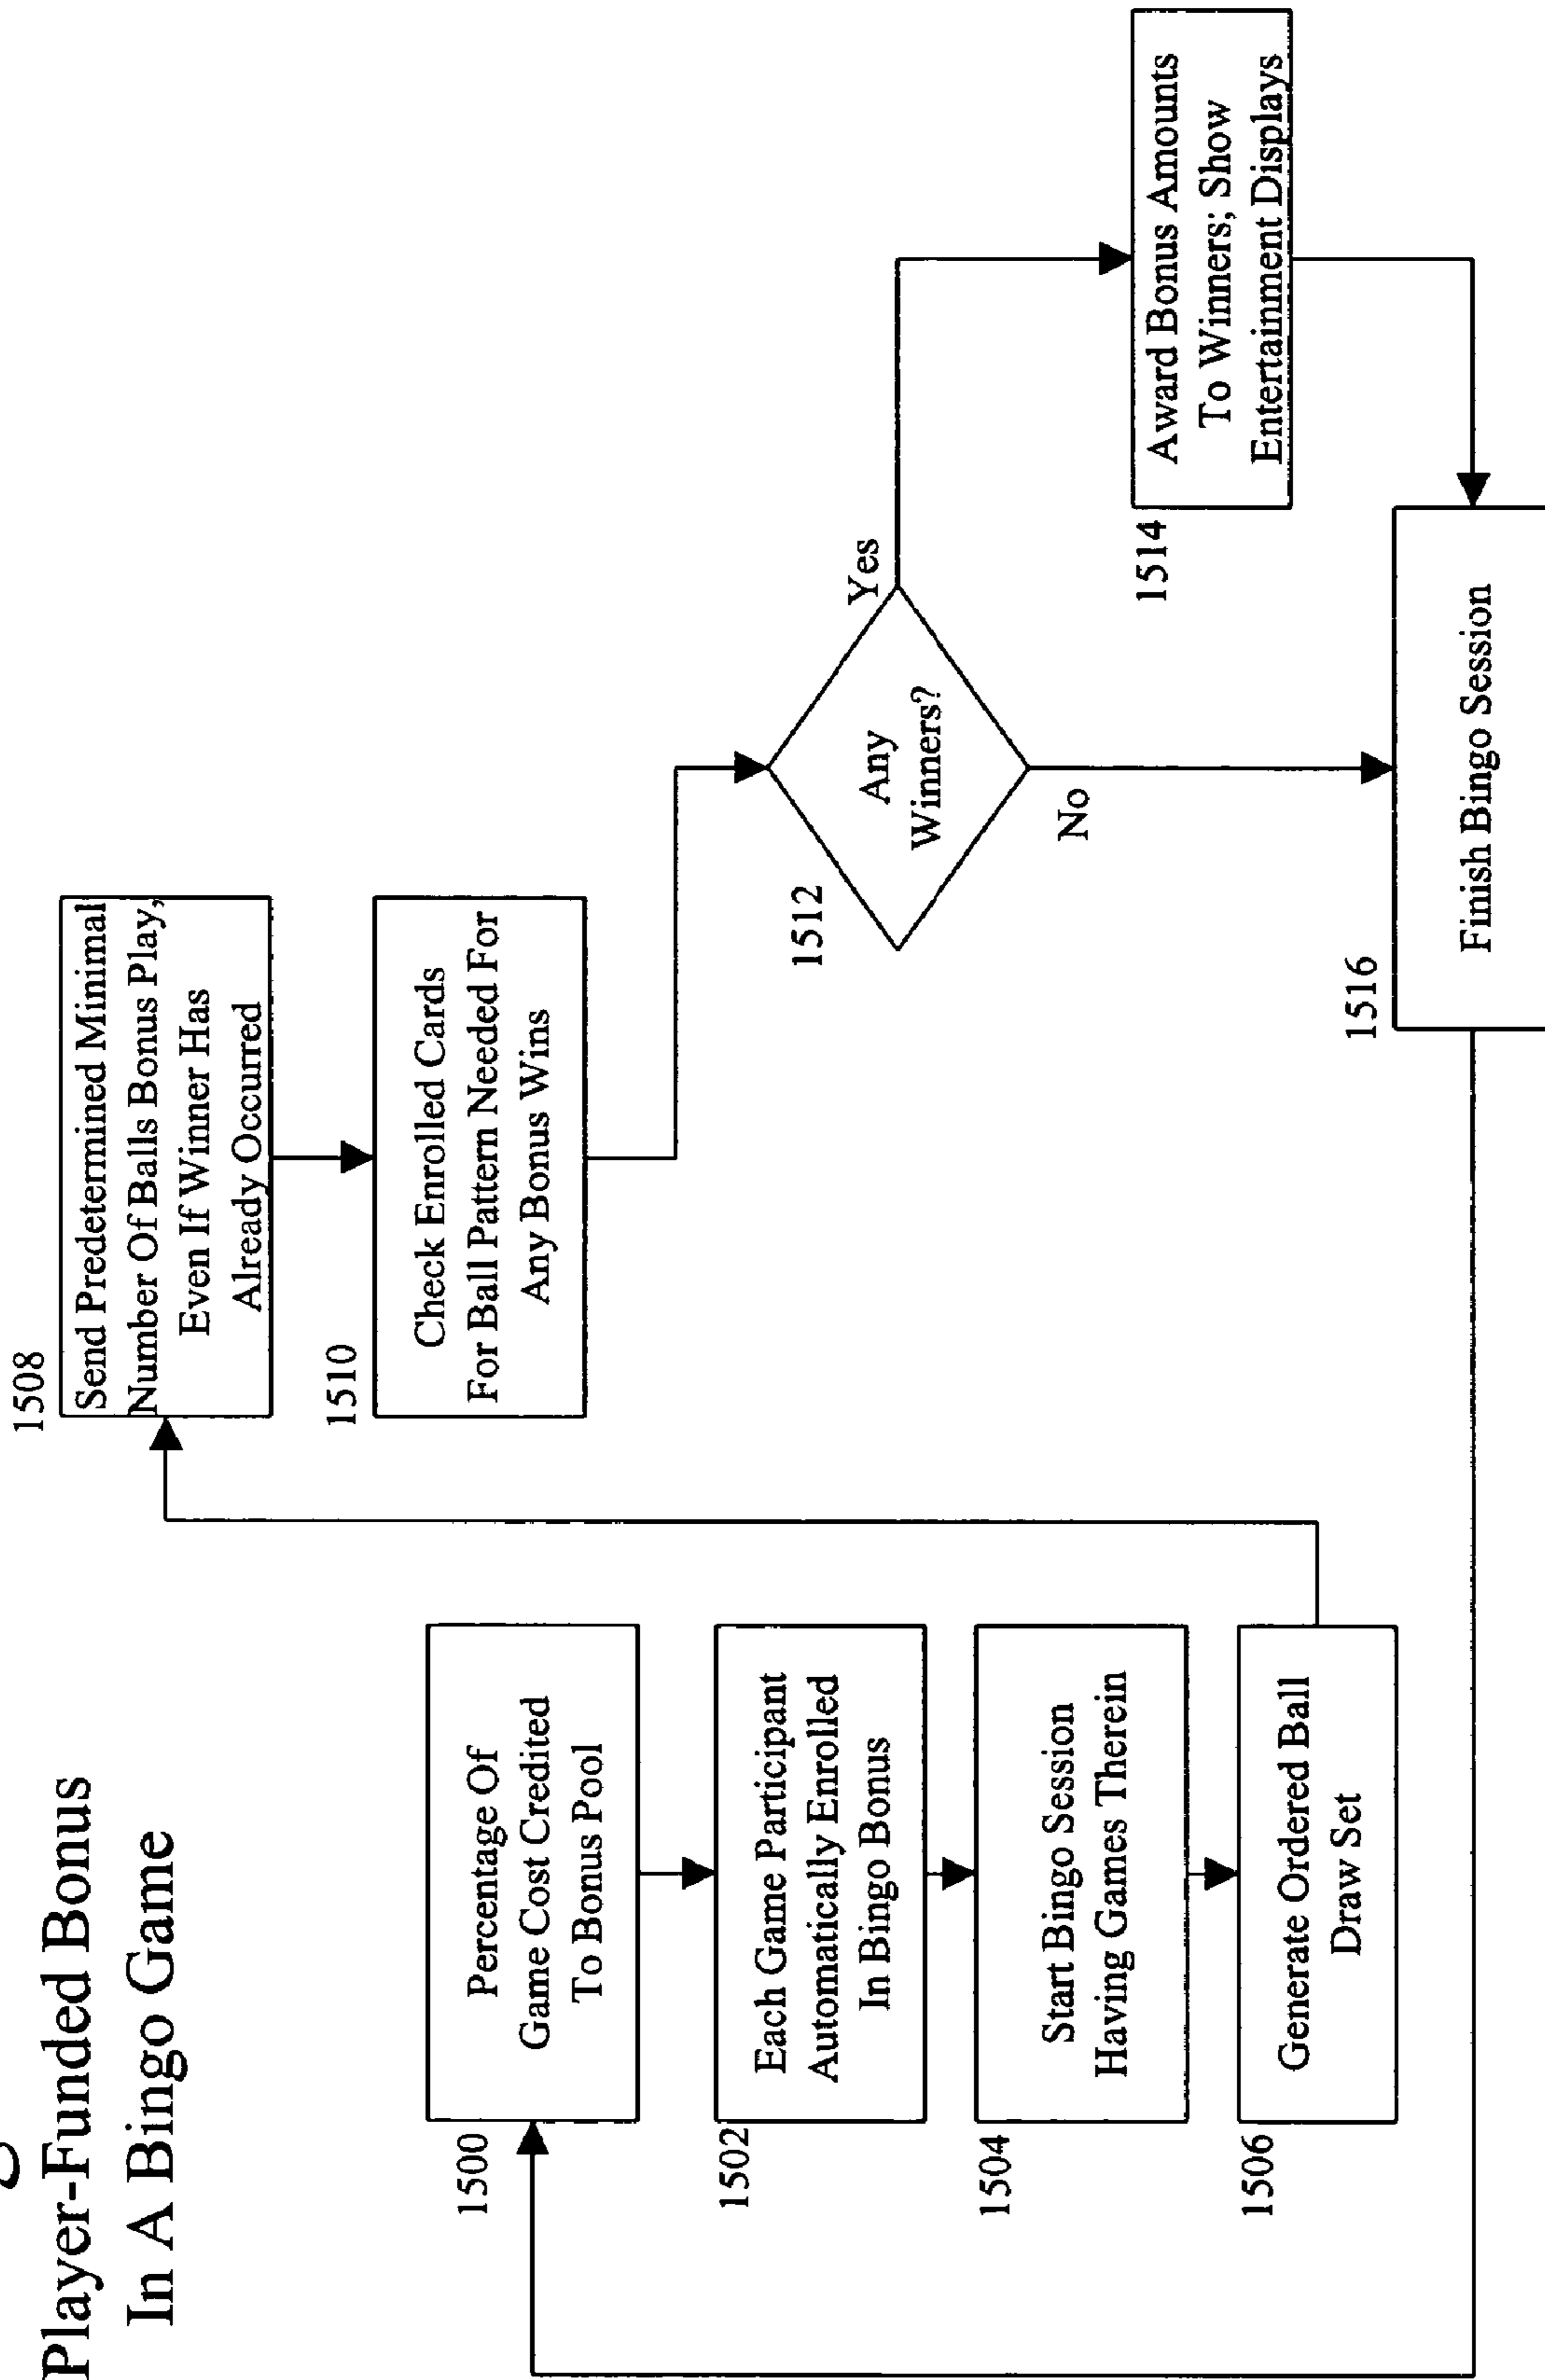 Player-Funded Bonus
In A Bingo Game
1500
Percentage Of
Game Cost Credited
To Bonus Pool
1502
Each Game Participant
Automatically Enrolled
In Bingo Bonus
1504
Start Bingo Session
Having Games Therein
1506
Generate Ordered Ball
Draw Set
1508
Send Predetermined Minimal
Number Of Balls Bonus Play,
Even If Winner Has
Already Occurred
1510
Check Enrolled Cards
For Ball Pattern Needed For
Any Bonus Wins
1512
Any
Winners?
Yes
No
1514
Award Bonus Amounts
To Winners; Show
Entertainment Displays
1516
Finish Bingo Session